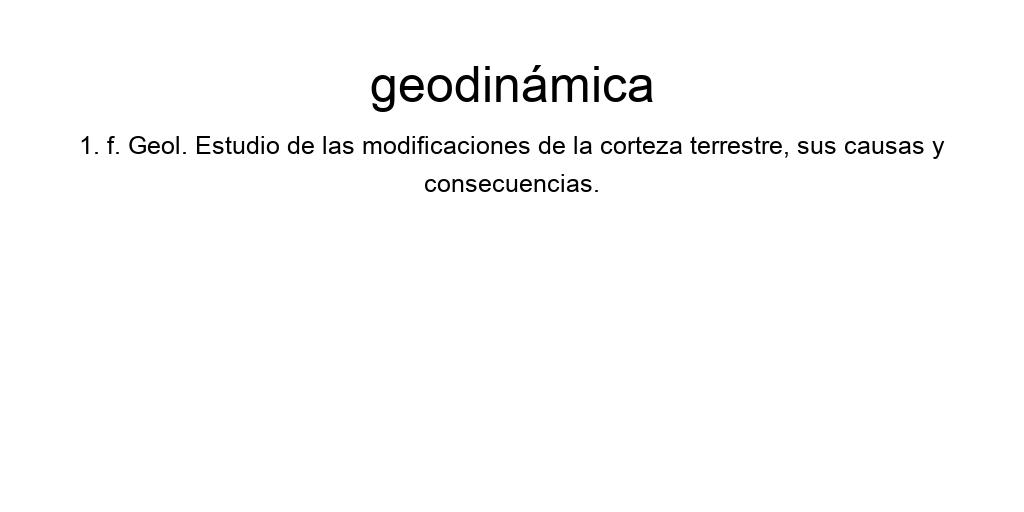 geodinámica
1. f. Geol. Estudio de las modificaciones de la corteza terrestre, sus causas y
consecuencias.